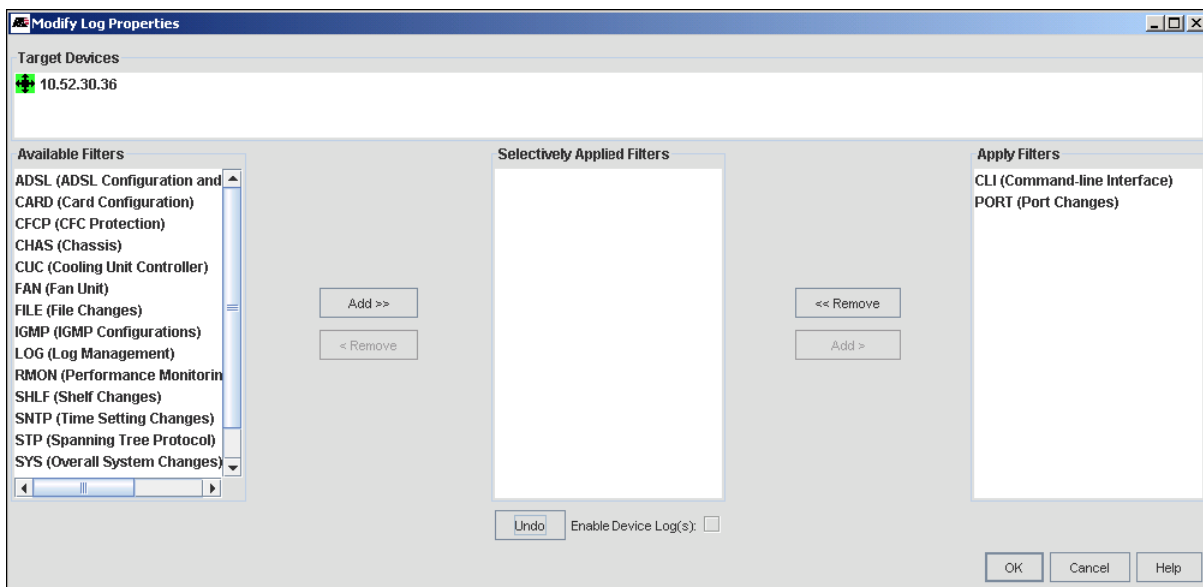 Modify Log Properties
Target Devices
10.52.30.36
Available Filters
ADSL (ADSL Configuration and
CARD (Card Configuration)
CFCP (CFC Protection)
CHAS (Chassis)
CUC (Cooling Unit Controller)
FAN (Fan Unit)
FILE (File Changes)
IGMP (IGMP Configurations)
LOG (Log Management)
RMON (Performance Monitorin
SHLF (Shelf Changes)
SNTP (Time Setting Changes)
STP (Spanning Tree Protocol)
SYS (Overall System Changes)
Add >>
< Remove
Selectively Applied Filters
Undo
Enable Device Log(s):
<< Remove
Add >
Apply Filters
CLI (Command-line Interface)
PORT (Port Changes)
OK
Cancel
Help